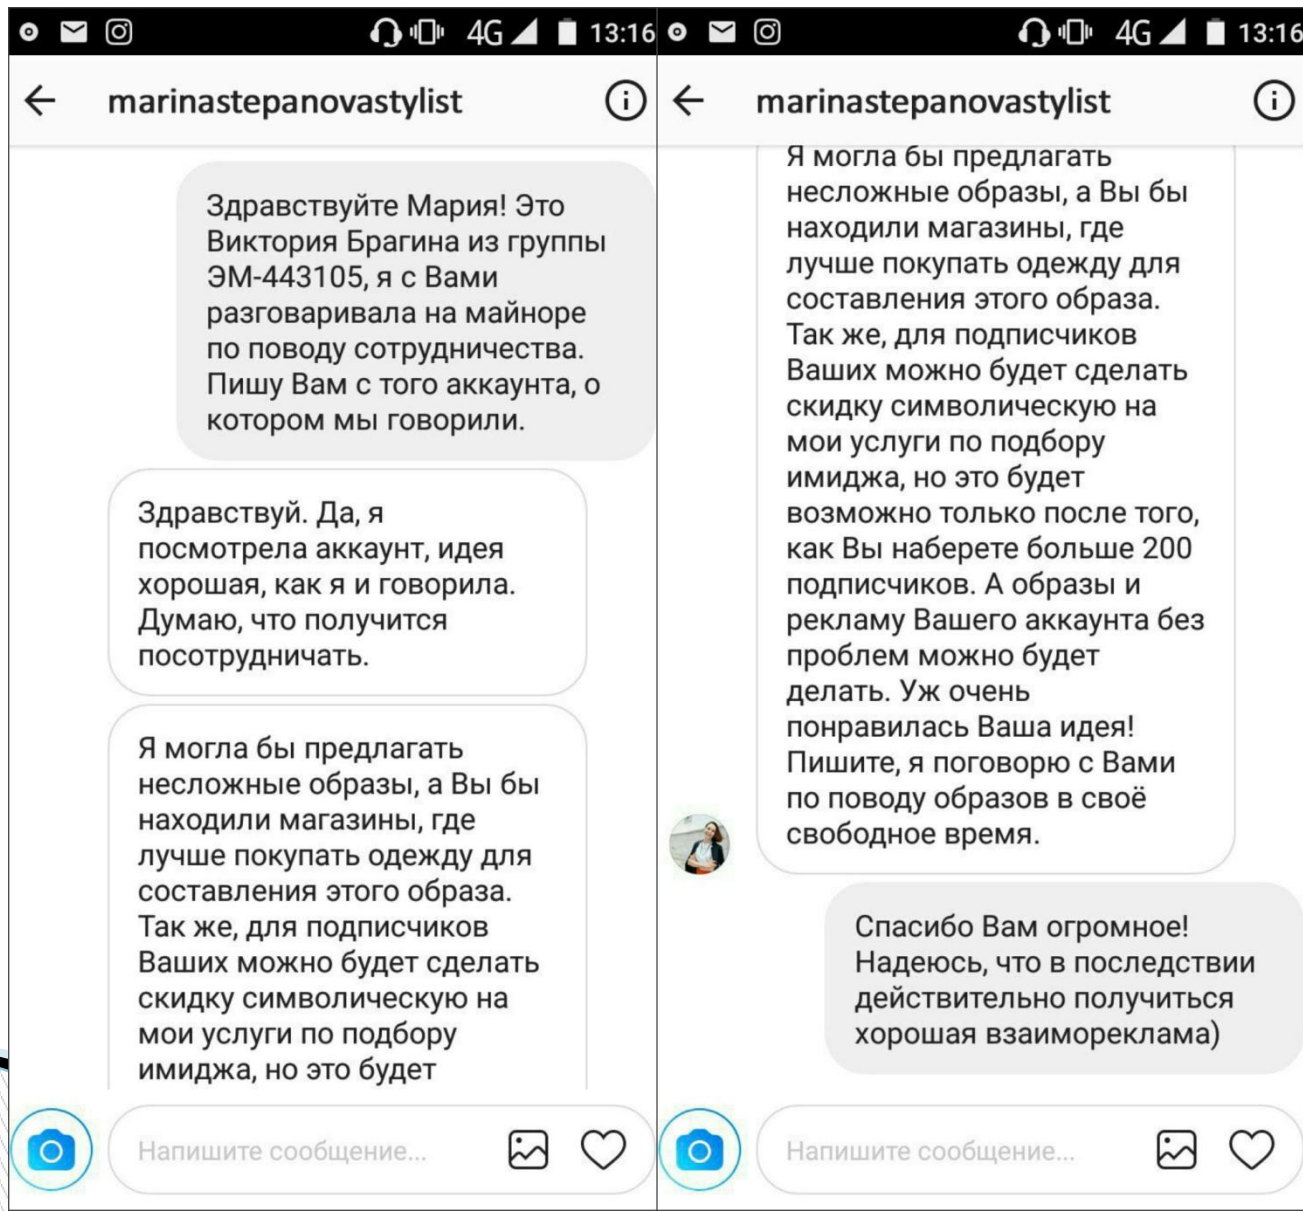 4G 13:16
marinastepanovastylist
Здравствуйте Мария! Это
Виктория Брагина из группы
ЭМ-443105, я с Вами
разговаривала на майноре
по поводу сотрудничества.
Пишу Вам с того аккаунта, о
котором мы говорили.
Здравствуй. Да, я
посмотрела аккаунт, идея
хорошая, как я и говорила.
Думаю, что получится
посотрудничать.
Я могла бы предлагать
несложные образы, а Вы бы
находили магазины, где
лучше покупать одежду для
составления этого образа.
Так же, для подписчиков
Ваших можно будет сделать
скидку символическую на
мои услуги по подбору
имиджа, но это будет
Напишите сообщение...
4G 13:16
marinastepanovastylist
Я могла бы предлагать
несложные образы, а Вы бы
находили магазины, где
лучше покупать одежду для
составления этого образа.
Так же, для подписчиков
Ваших можно будет сделать
скидку символическую на
мои услуги по подбору
имиджа, но это будет
возможно только после того,
как Вы наберете больше 200
подписчиков. А образы и
рекламу Вашего аккаунта без
проблем можно будет
делать. Уж очень
понравилась Ваша идея!
Пишите, я поговорю с Вами
по поводу образов в своё
свободное время.
Спасибо Вам огромное!
Надеюсь, что в последствии
действительно получиться
хорошая взаимореклама)
Напишите сообщение...